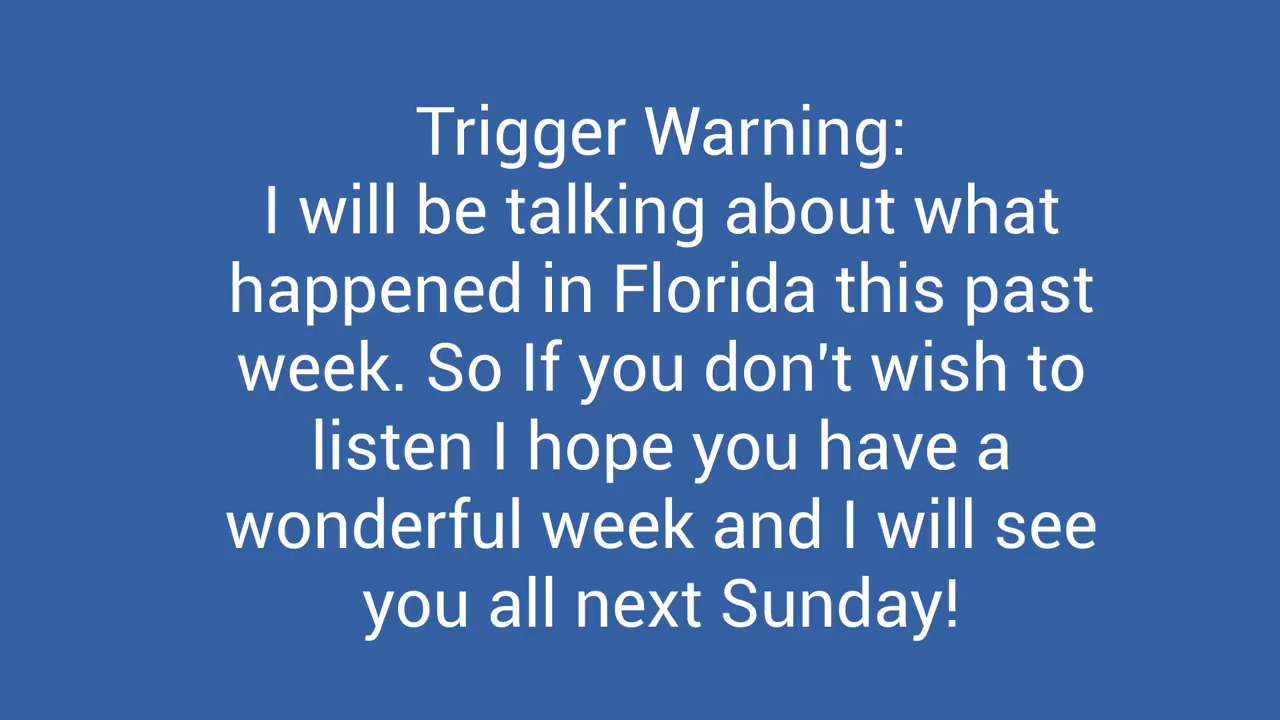 Trigger Warning:
I will be talking about what
happened in Florida this past
week. So If you don't wish to
listen I hope you have a
wonderful week and I will see
you all next Sunday!